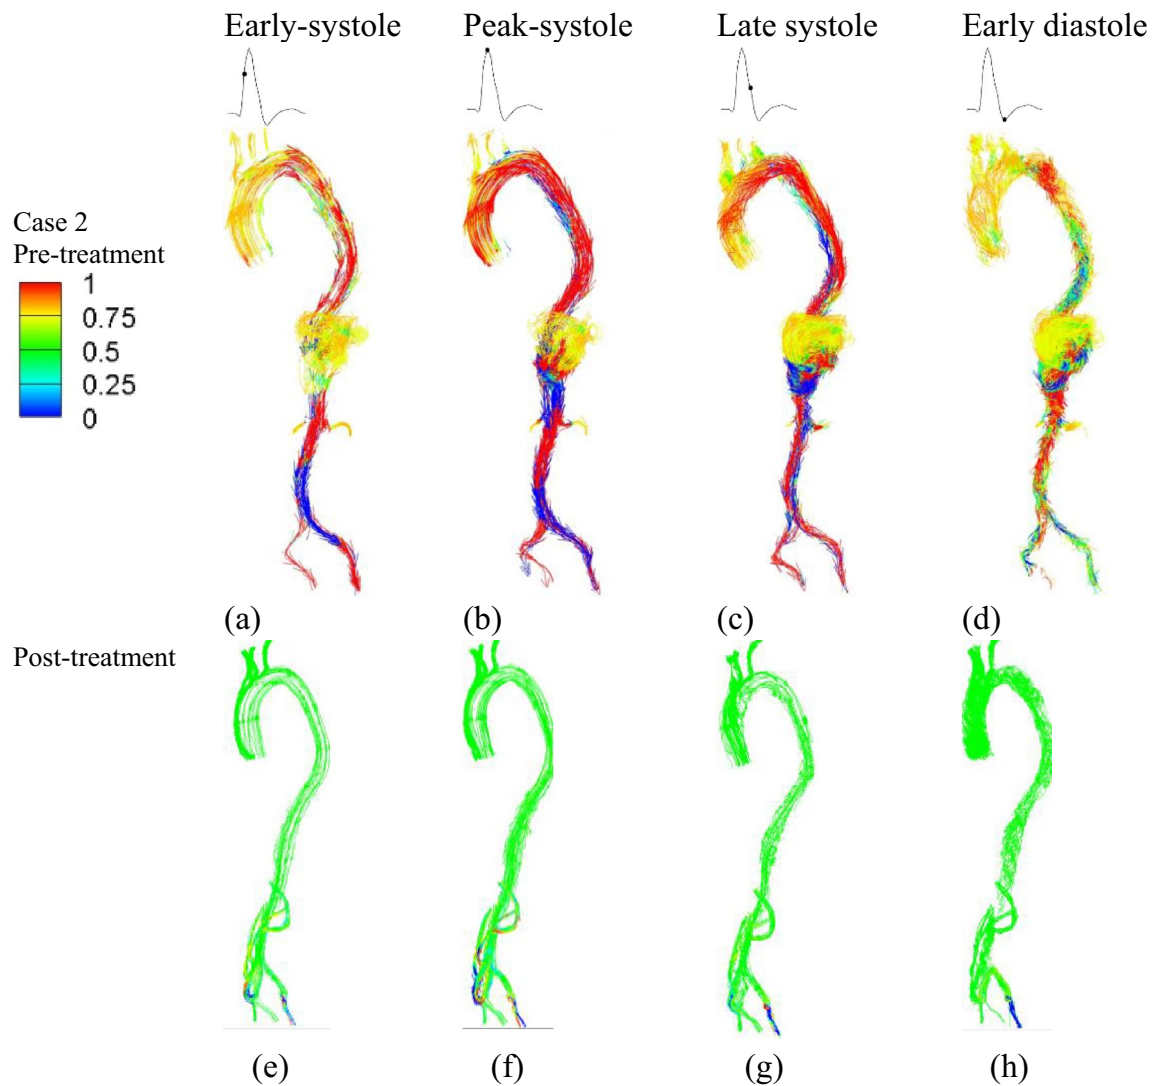 Early-systole
Peak-systole
Late systole
Early diastole
Case 2
Pre-treatment
1
0.75
0.5
0.25
0
(a)
(b)
(c)
(d)
Post-treatment
(e)
(f)
(g)
(h)